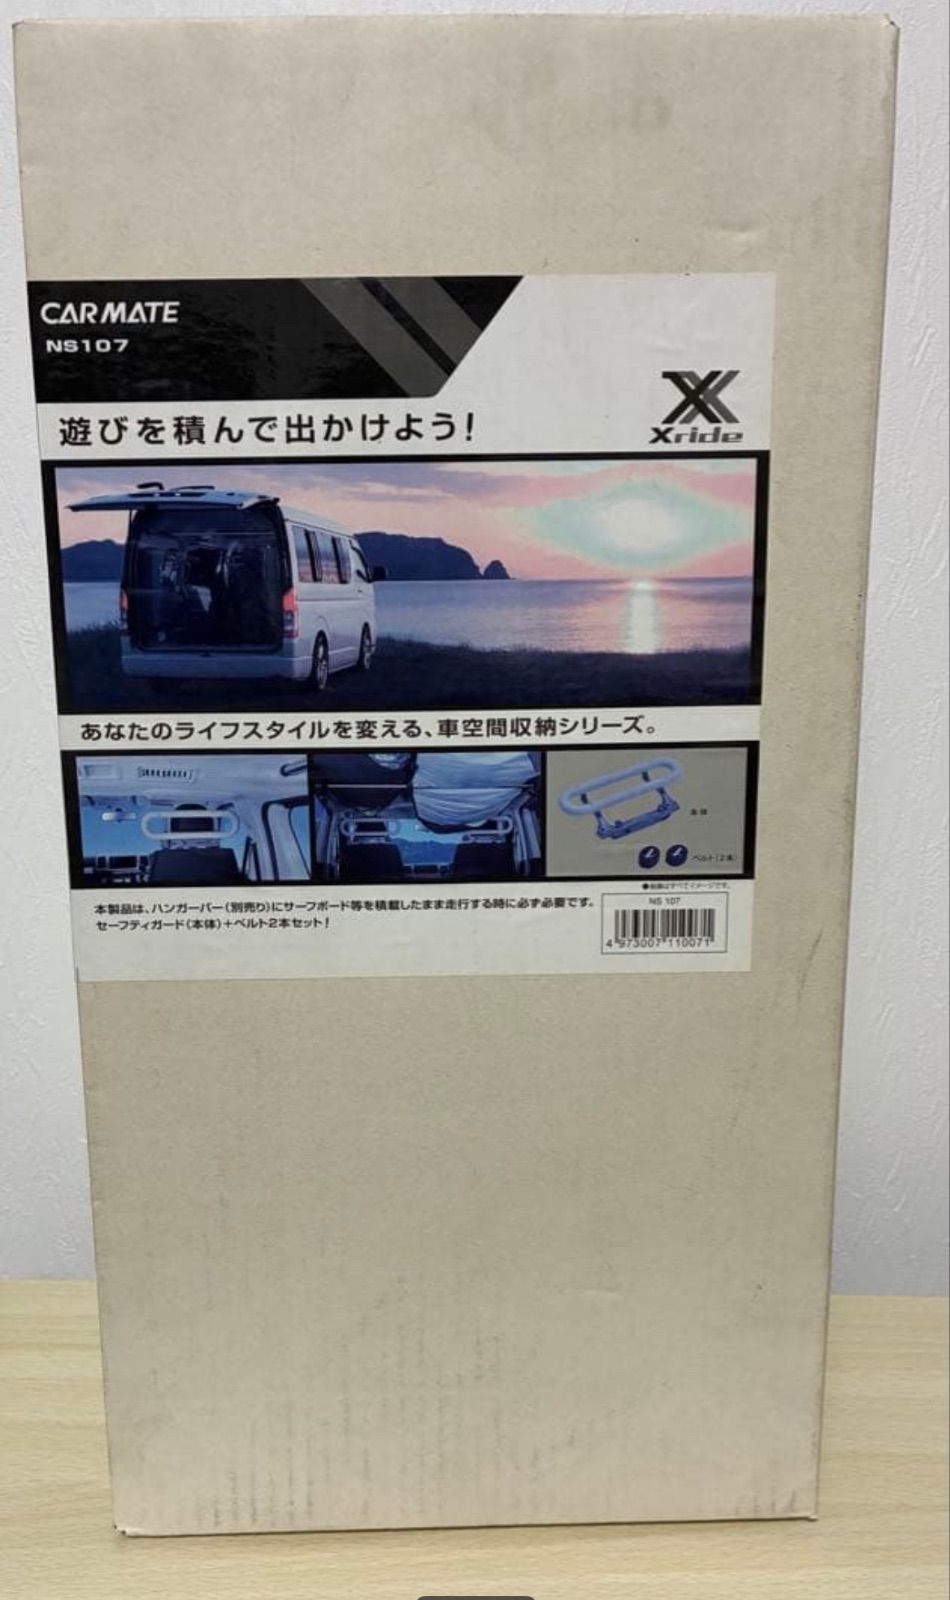 CARMATE
NS107
遊びを積んで出かけよう!
Xride
あなたのライフスタイルを変える、車空間収納シリーズ。
本体
ベルト(2本)
●画像はすべてイメージです。
本製品は、ハンガーバー(別売り)にサーフボード等を積載したまま走行する時に必ず必要です。
セーフティガード(本体)+ベルト2本セット!
NS 107
4 973007 110071